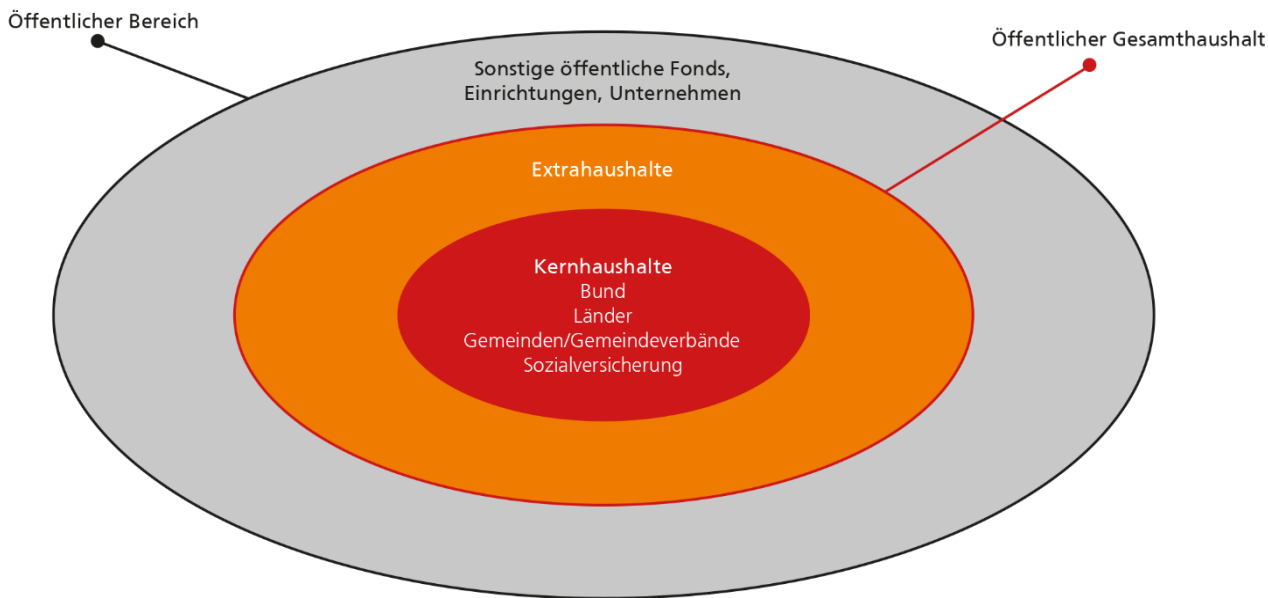 Öffentlicher Bereich
Öffentlicher Gesamthaushalt
Sonstige öffentliche Fonds,
Einrichtungen, Unternehmen
Extrahaushalte
Kernhaushalte
Bund
Länder
Gemeinden/Gemeindeverbände
Sozialversicherung